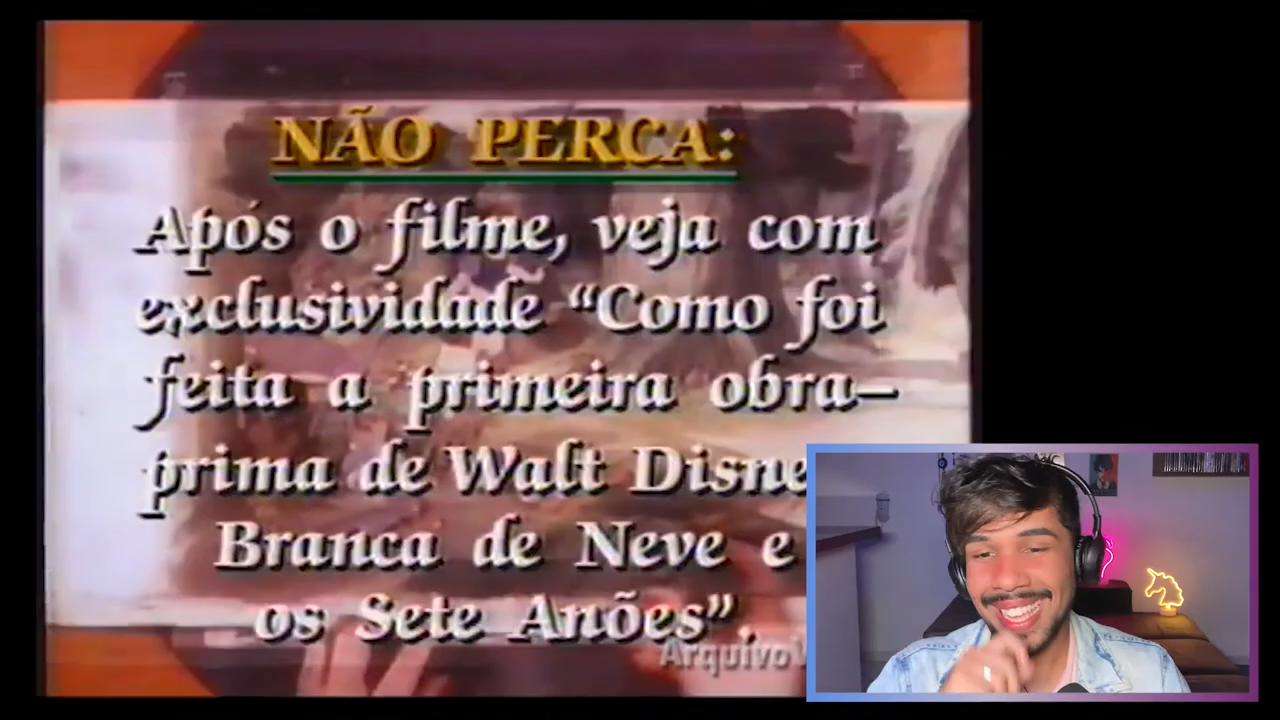 NÃO PERCA:
Após o filme, veja com
exclusividade “Como foi
feita a primeira obra-
prima de Walt Disne
Branca de Neve e
os Sete Anões”.
Arquivo